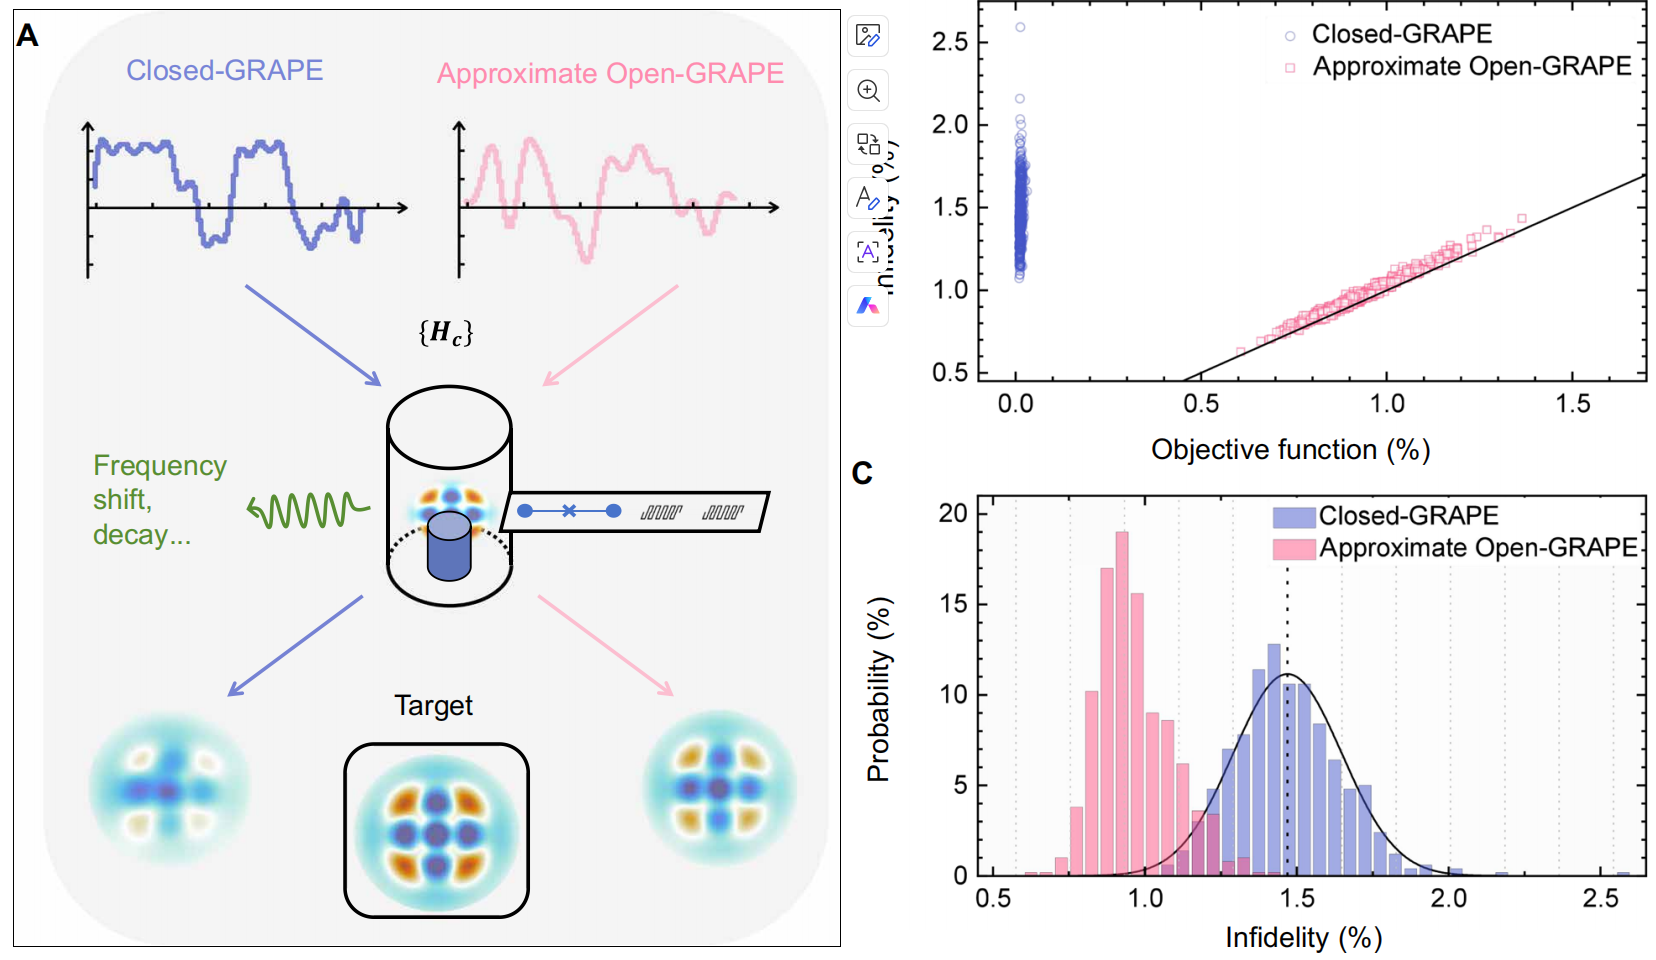 A
Closed-GRAPE
Approximate Open-GRAPE
{H_c}
Frequency
shift,
decay...
Target
Closed-GRAPE
Approximate Open-GRAPE
2.5
2.0
1.5
1.0
0.5
Infidelity (%)
0.0 0.5 1.0 1.5
Objective function (%)
C
Closed-GRAPE
Approximate Open-GRAPE
20
15
10
5
0
Probability (%)
0.5 1.0 1.5 2.0 2.5
Infidelity (%)